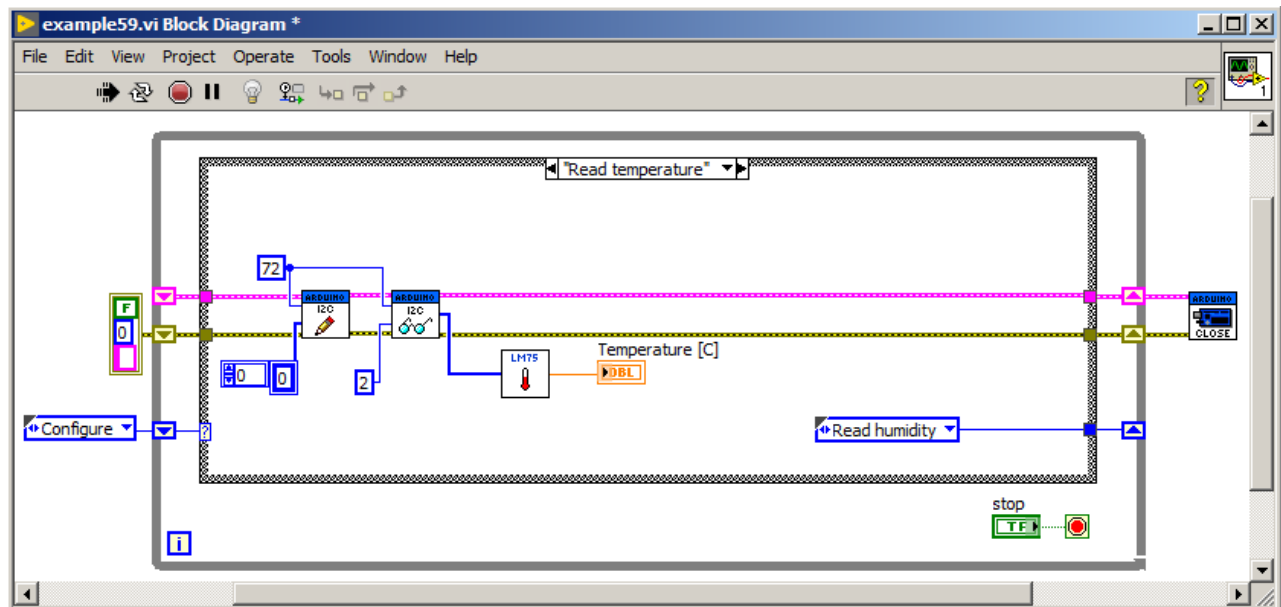 example59.vi Block Diagram *
File Edit View Project Operate Tools Window Help
1
"Read temperature"
72
ARDUINO
I2C
ARDUINO
I2C
ARDUINO
CLOSE
F
0
0
0
2
LM75
Temperature [C]
DBL
Configure
?
Read humidity
stop
TF
i